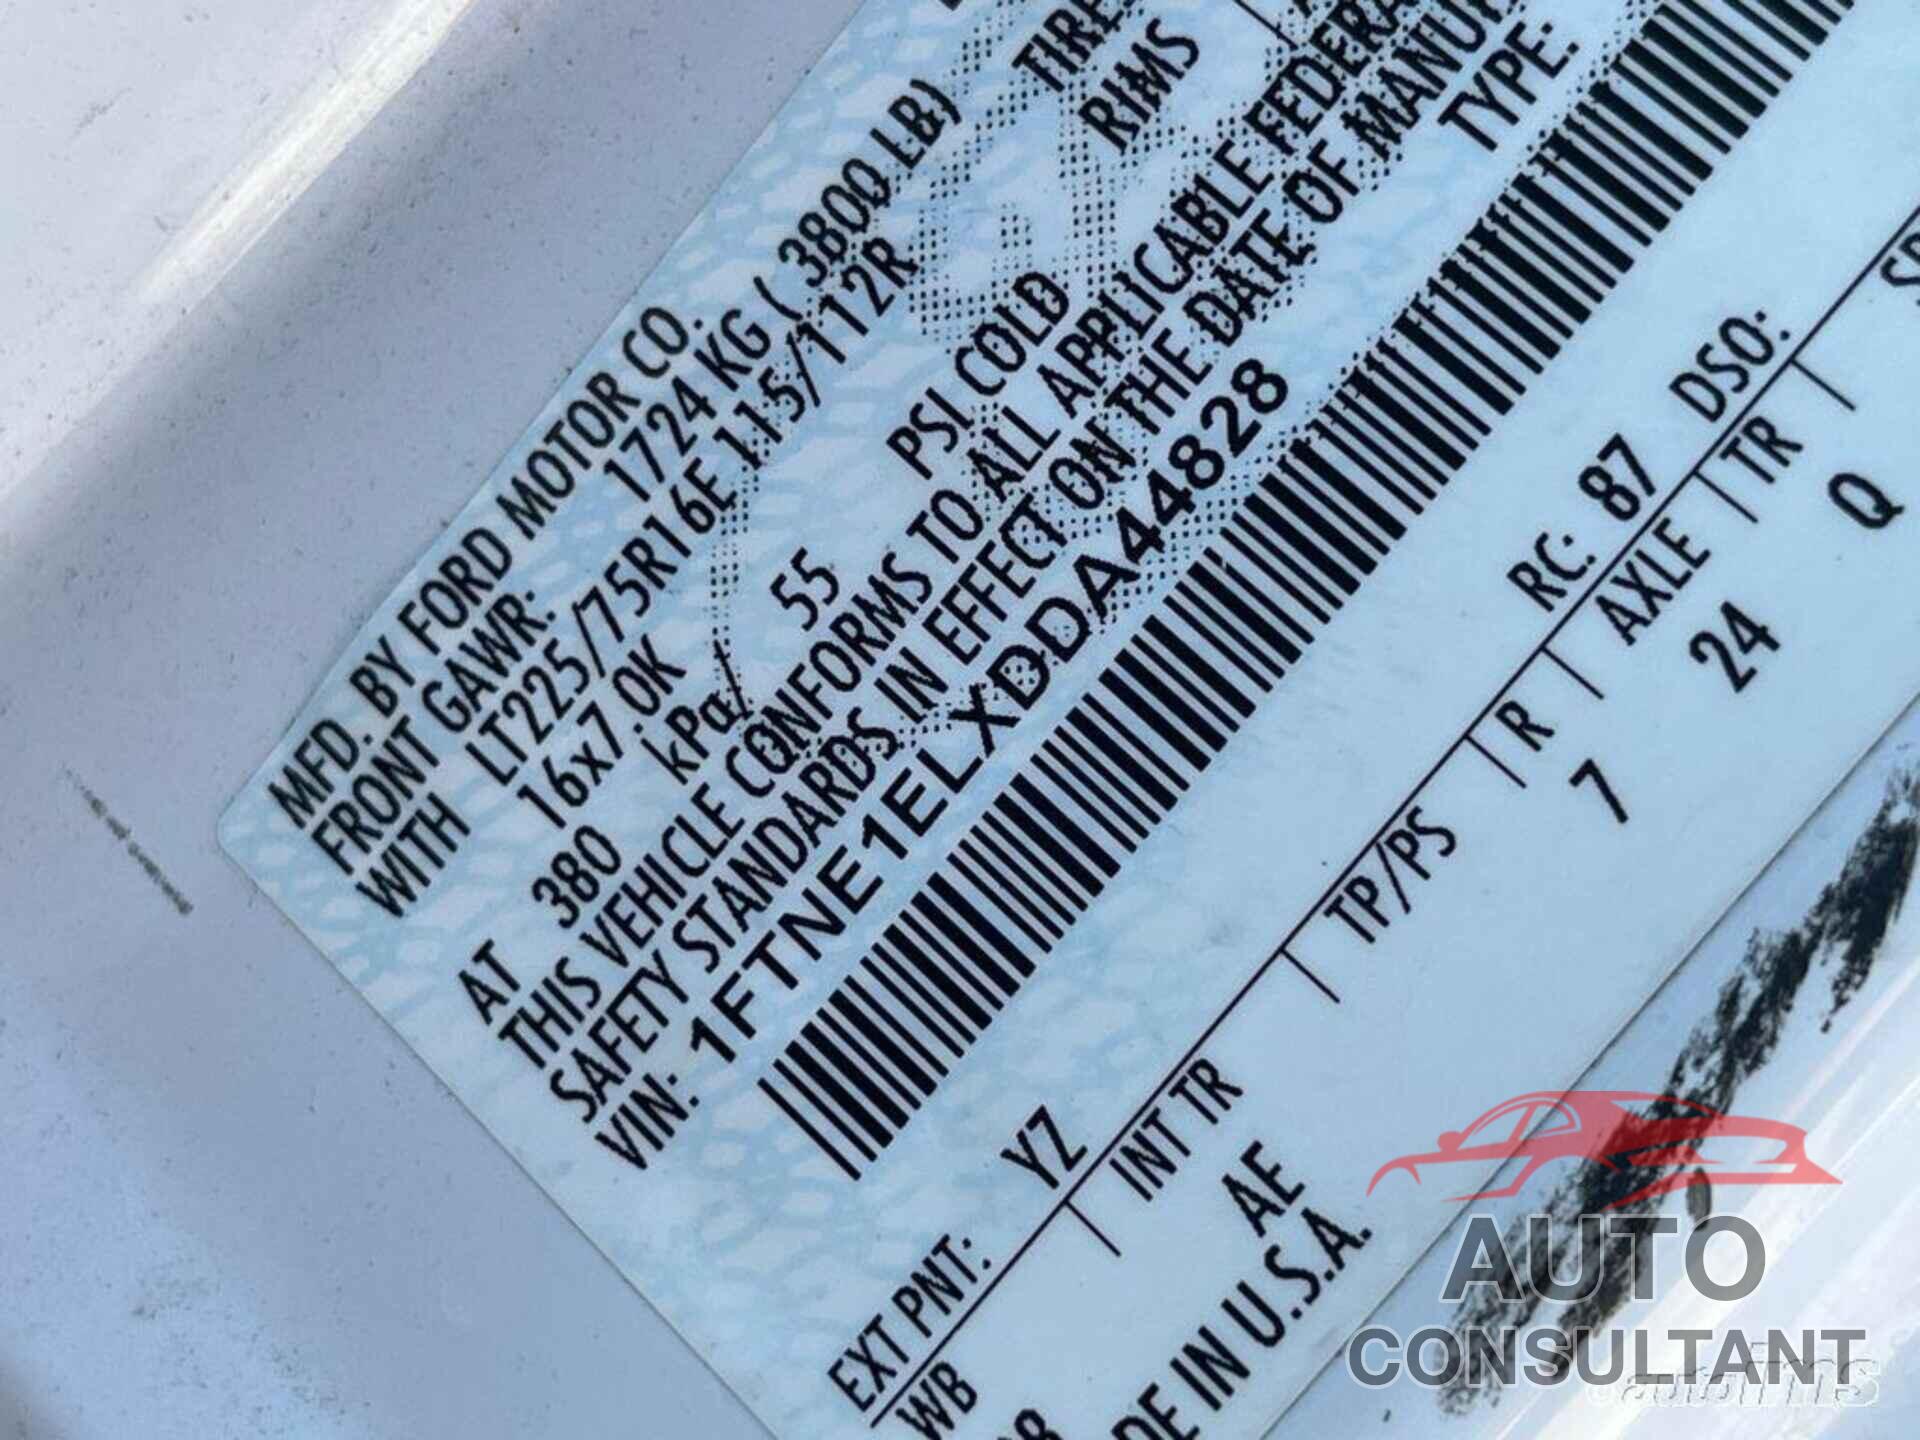 MFD. BY FORD MOTOR CO.
FRONT GAWR: 1724 KG ( 3800 LB)
WITH LT225/75R16E 115/112R TIRES
16x7.0K RIMS
AT 380 kPa/ 55 PSI COLD
THIS VEHICLE CONFORMS TO ALL APPLICABLE
SAFETY STANDARDS IN EFFECT ON THE DATE OF
VIN: 1FTNE1ELXDDA44828 TYPE:
EXT PNT: YZ RC: 87 DSO:
WB INT TR TP/PS R AXLE TR
AE 7 24 Q
IN U.S.A.
AUTO
CONSULTANT